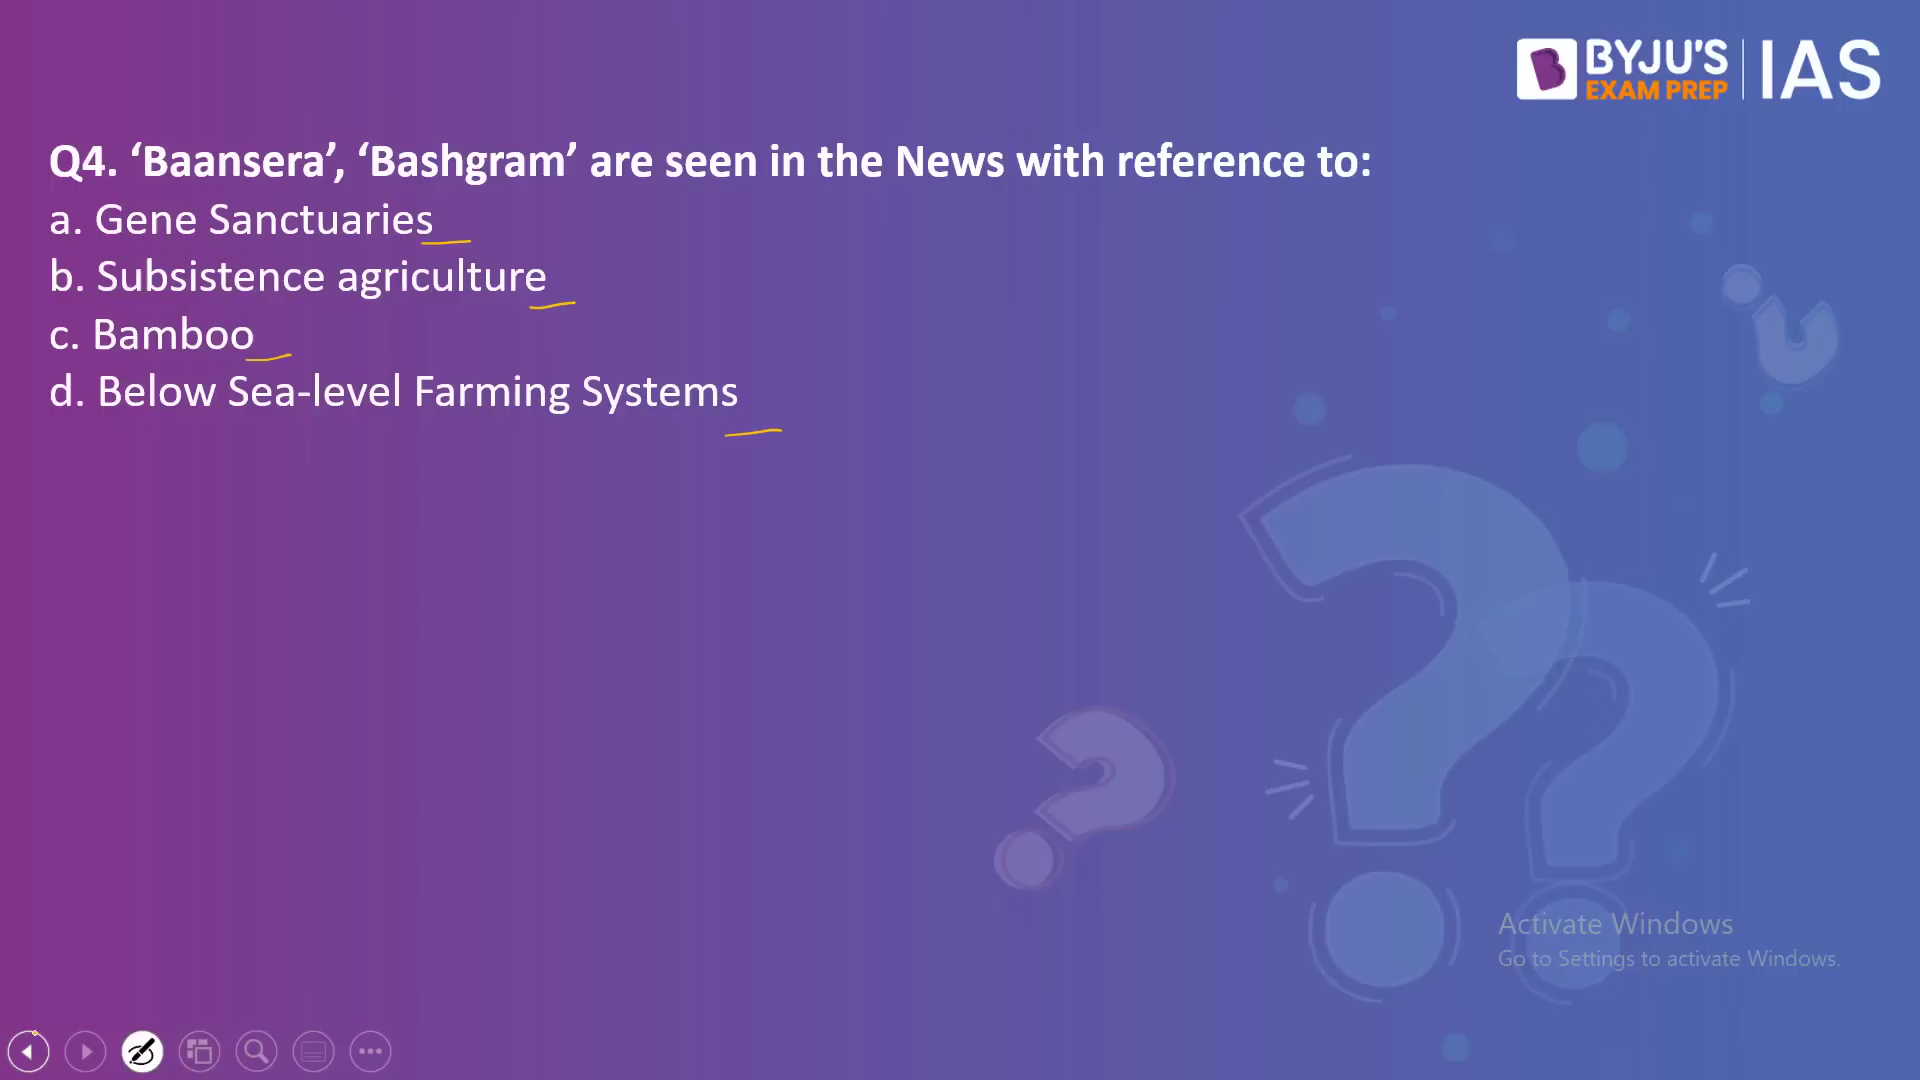 BYJU'S
EXAM PREP
IAS
Q4. ‘Baansera’, ‘Bashgram’ are seen in the News with reference to:
a. Gene Sanctuaries
b. Subsistence agriculture
c. Bamboo
d. Below Sea-level Farming Systems
Activate Windows
Go to Settings to activate Windows.